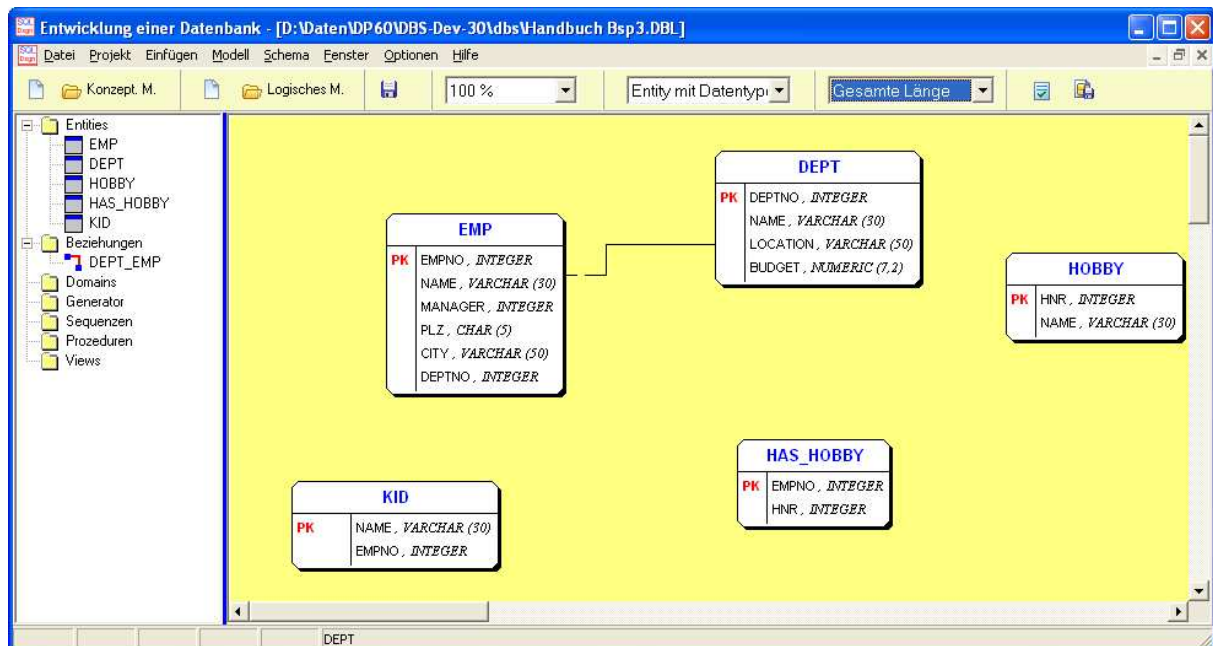 Entwicklung einer Datenbank - [D:\Daten\DP60\DBS-Dev-30\dbs\Handbuch Bsp3.DBL]
Datei Projekt Einfügen Modell Schema Fenster Optionen Hilfe
Konzept. M. Logisches M. 100 % Entity mit Datentyp Gesamte Länge
Entities
EMP
DEPT
HOBBY
HAS_HOBBY
KID
Beziehungen
DEPT_EMP
Domains
Generator
Sequenzen
Prozeduren
Views
DEPT
PK DEPTNO , INTEGER
NAME , VARCHAR (30)
LOCATION , VARCHAR (50)
BUDGET , NUMERIC (7,2)
EMP
PK EMPNO , INTEGER
NAME , VARCHAR (30)
MANAGER , INTEGER
PLZ , CHAR (5)
CITY , VARCHAR (50)
DEPTNO , INTEGER
HOBBY
PK HNR , INTEGER
NAME , VARCHAR (30)
HAS_HOBBY
PK EMPNO , INTEGER
HNR , INTEGER
KID
PK NAME , VARCHAR (30)
EMPNO , INTEGER
DEPT